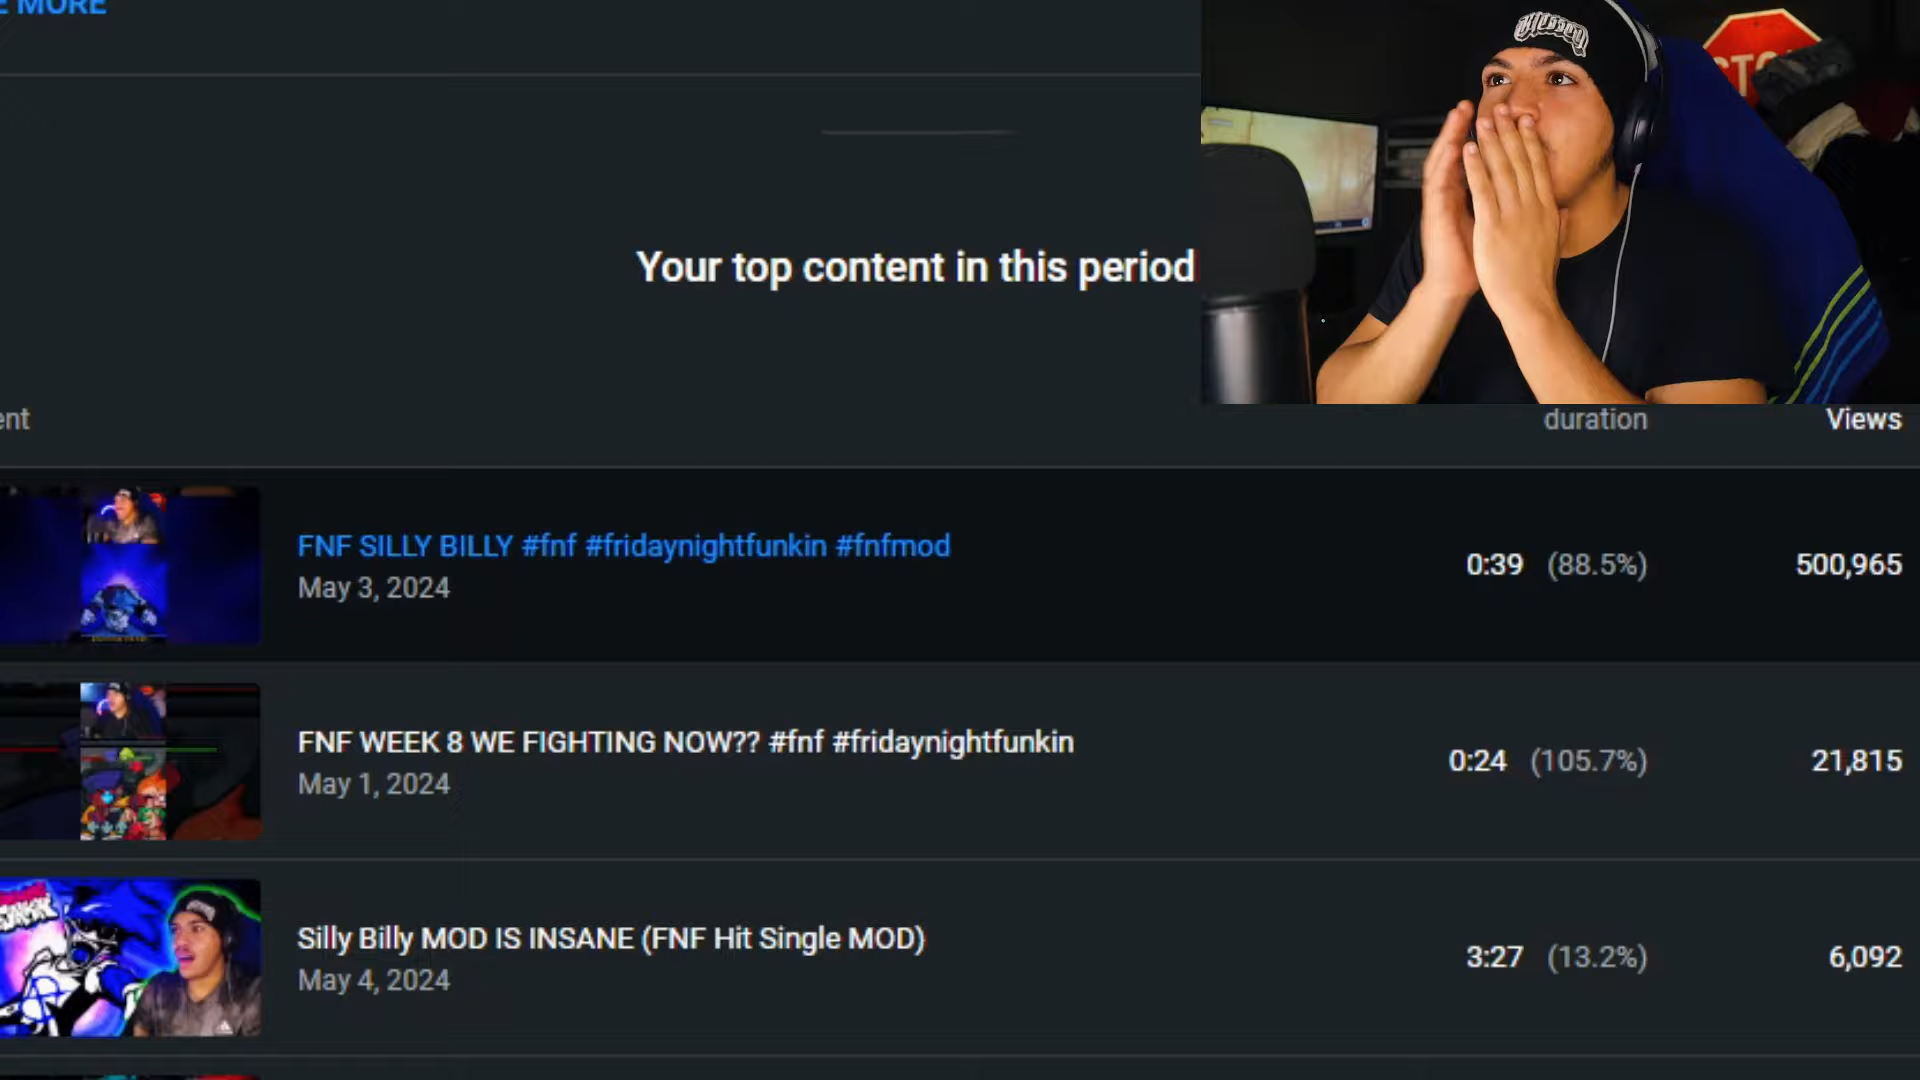 E MORE
Blessed
STO
Your top content in this period
ent
duration
Views
FNF SILLY BILLY #fnf #fridaynightfunkin #fnfmod
May 3, 2024
0:39 (88.5%)
500,965
FNF WEEK 8 WE FIGHTING NOW?? #fnf #fridaynightfunkin
May 1, 2024
0:24 (105.7%)
21,815
Silly Billy MOD IS INSANE (FNF Hit Single MOD)
May 4, 2024
3:27 (13.2%)
6,092